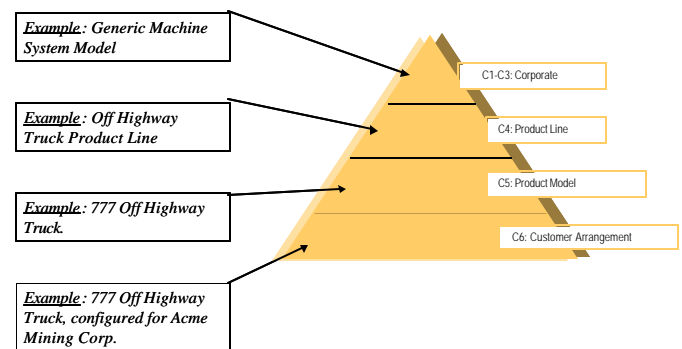 Example: Generic Machine
System Model
C1-C3: Corporate
Example: Off Highway
Truck Product Line
C4: Product Line
C5: Product Model
Example: 777 Off Highway
Truck.
C6: Customer Arrangement
Example: 777 Off Highway
Truck, configured for Acme
Mining Corp.